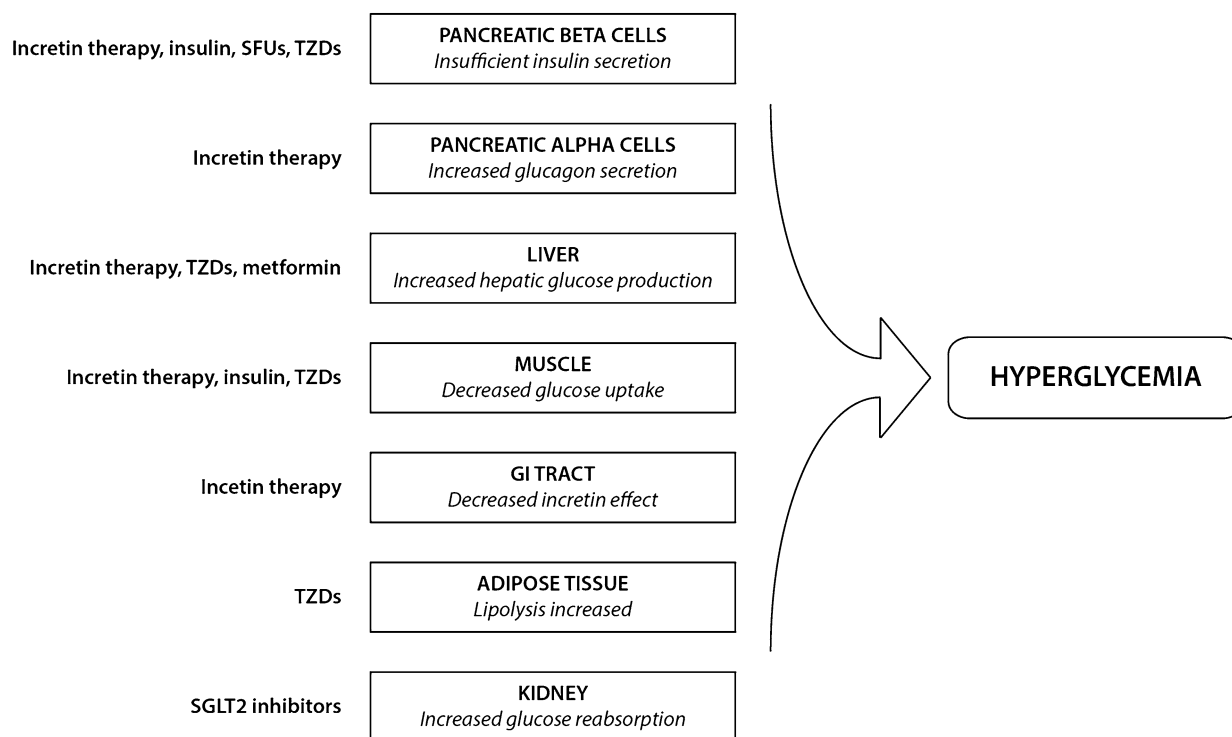 Incretin therapy, insulin, SFUs, TZDs
PANCREATIC BETA CELLS
Insufficient insulin secretion
Incretin therapy
PANCREATIC ALPHA CELLS
Increased glucagon secretion
Incretin therapy, TZDs, metformin
LIVER
Increased hepatic glucose production
Incretin therapy, insulin, TZDs
MUSCLE
Decreased glucose uptake
HYPERGLYCEMIA
Incetin therapy
GI TRACT
Decreased incretin effect
TZDs
ADIPOSE TISSUE
Lipolysis increased
SGLT2 inhibitors
KIDNEY
Increased glucose reabsorption